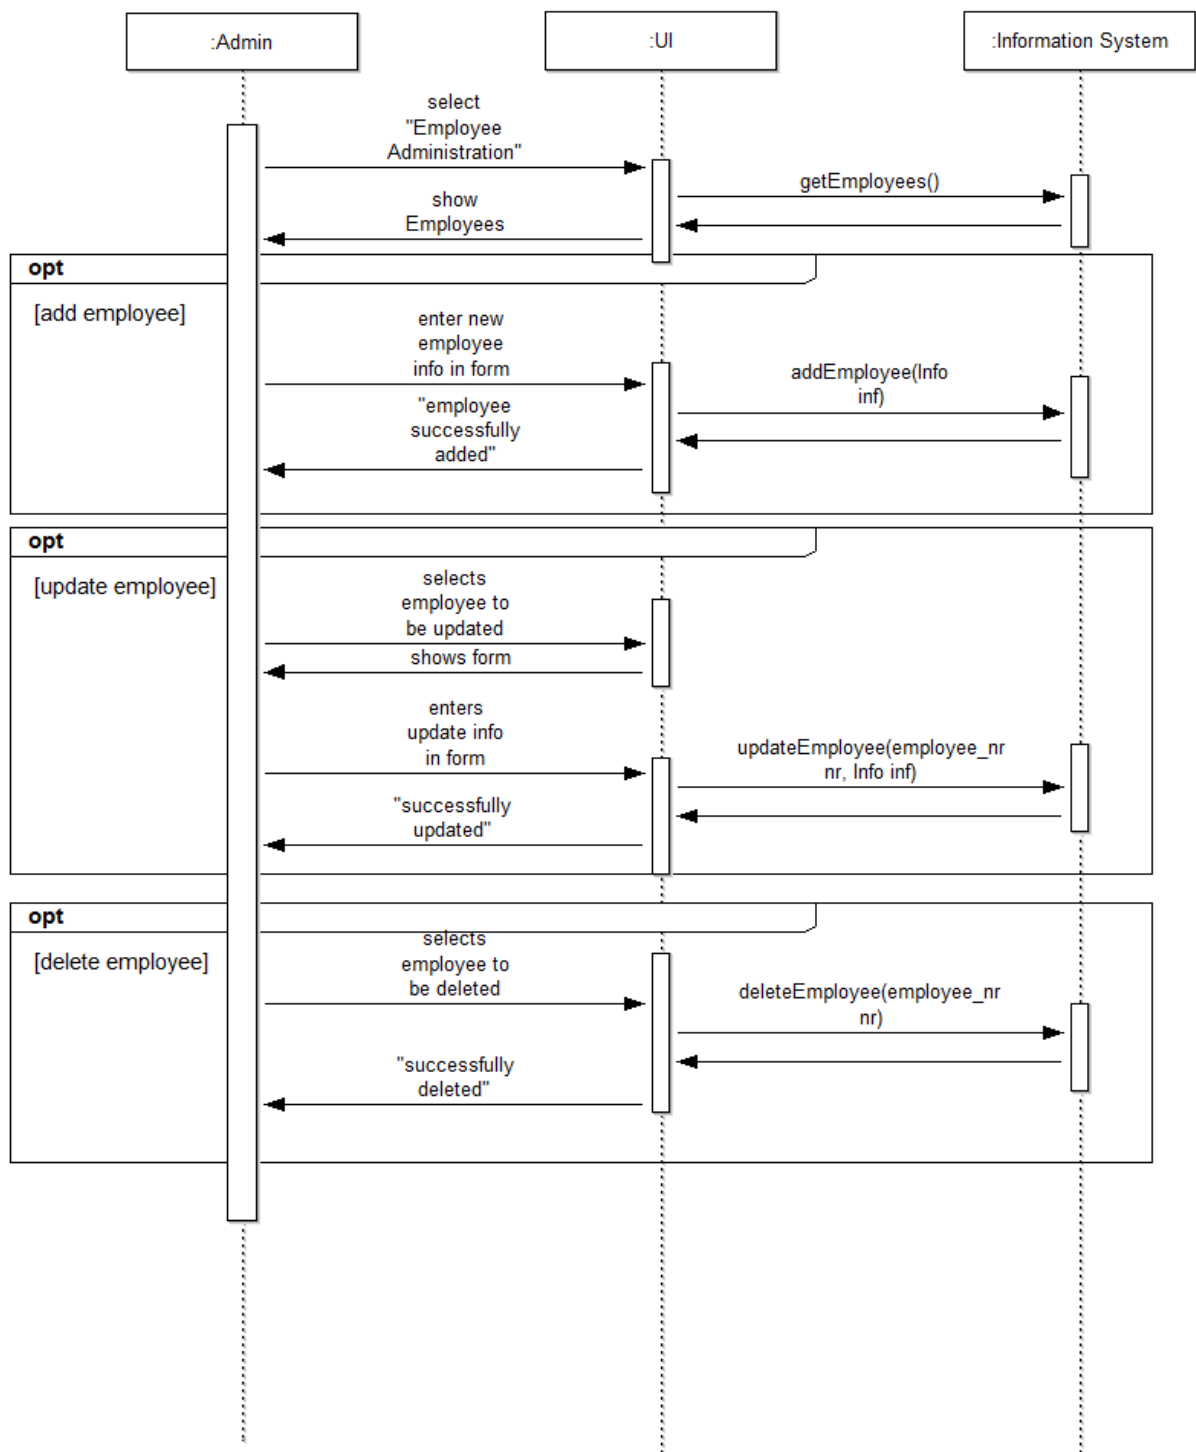 :Admin
:UI
:Information System
select
"Employee
Administration"
getEmployees()
show
Employees
opt
[add employee]
enter new
employee
info in form
addEmployee(Info
inf)
"employee
successfully
added"
opt
[update employee]
selects
employee to
be updated
shows form
enters
update info
in form
updateEmployee(employee_nr
nr, Info inf)
"successfully
updated"
opt
[delete employee]
selects
employee to
be deleted
deleteEmployee(employee_nr
nr)
"successfully
deleted"